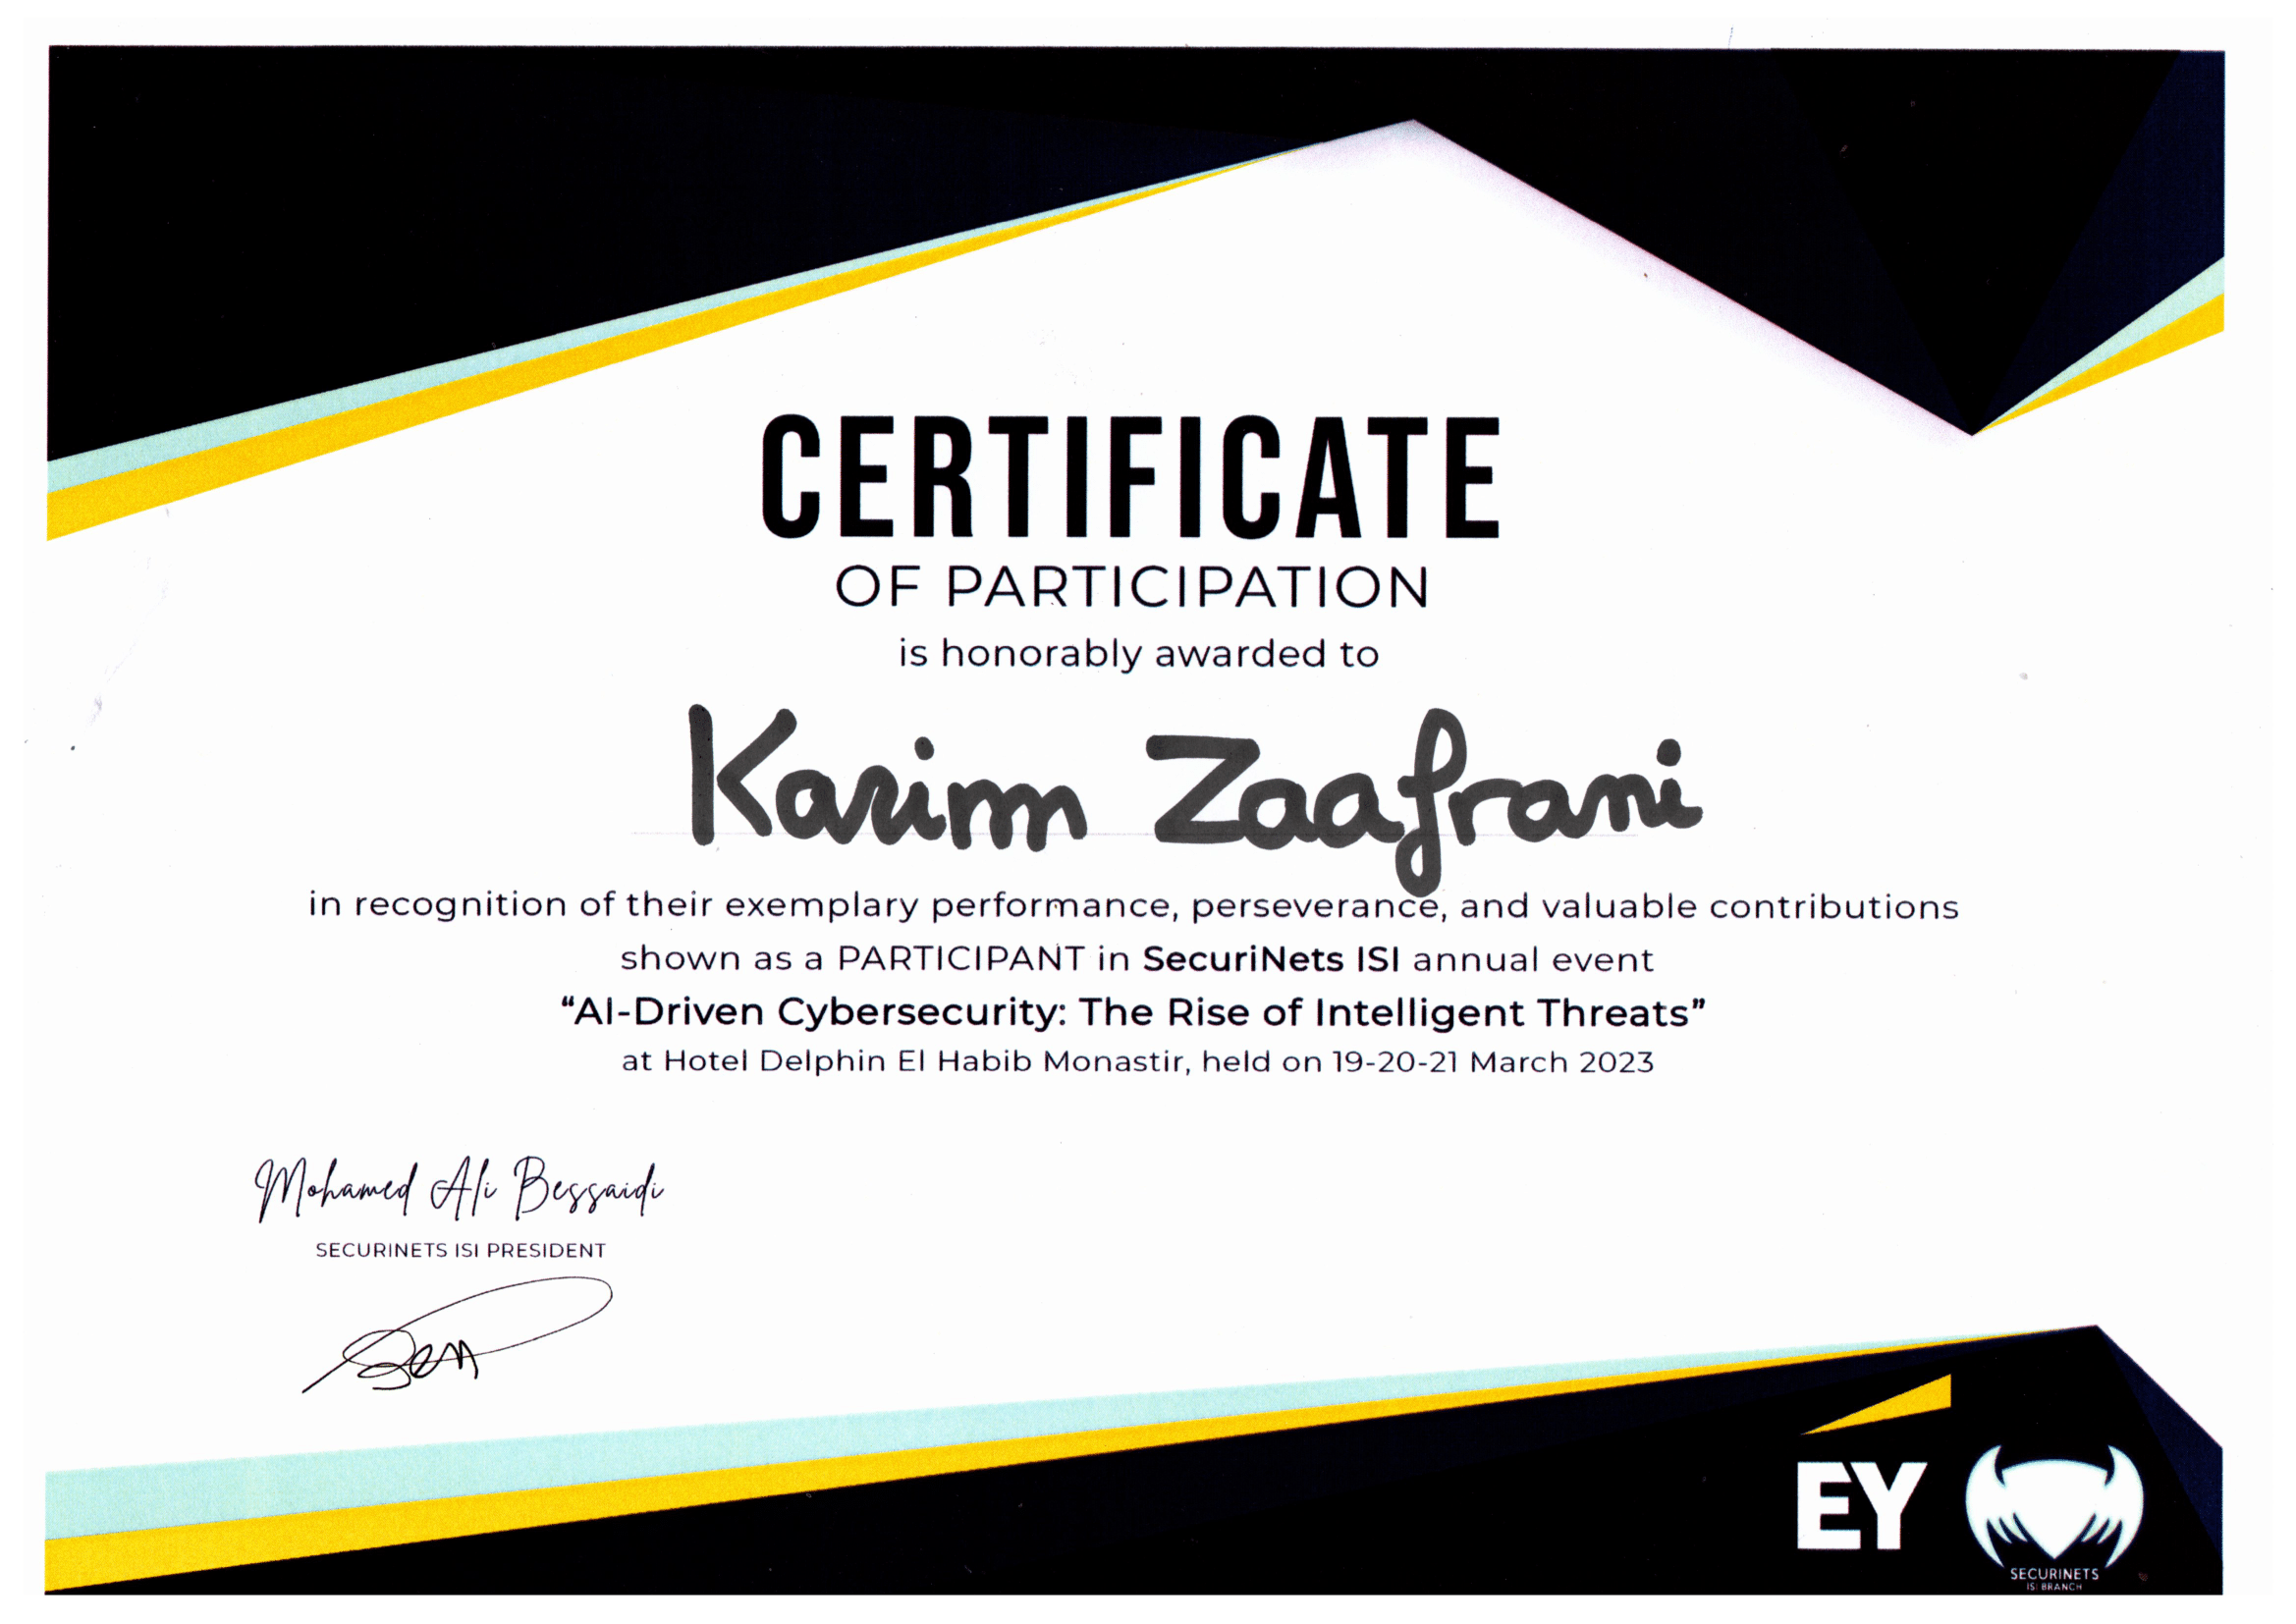 CERTIFICATE
OF PARTICIPATION
is honorably awarded to
Karim Zaafrani
in recognition of their exemplary performance, perseverance, and valuable contributions
shown as a PARTICIPANT in SecuriNets ISI annual event
“AI-Driven Cybersecurity: The Rise of Intelligent Threats”
at Hotel Delphin El Habib Monastir, held on 19-20-21 March 2023
Mohamed Ali Bessaidi
SECURINETS ISI PRESIDENT
EY
SECURINETS
ISI BRANCH